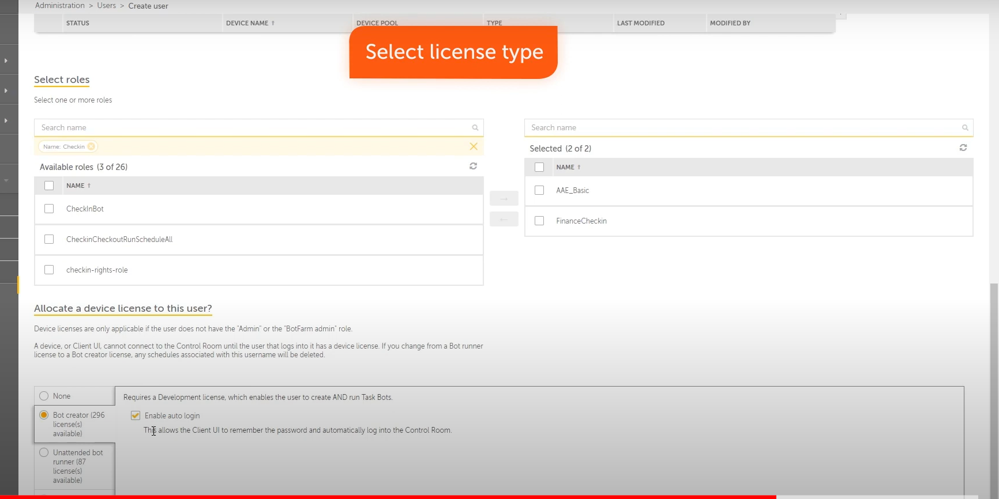 Administration > Users > Create user
STATUS DEVICE NAME ↑ DEVICE POOL TYPE LAST MODIFIED MODIFIED BY
Select license type
Select roles
Select one or more roles
Search name Search name
Name: Checkin
Selected (2 of 2)
Available roles (3 of 26)
NAME ↑
NAME ↑
AAE_Basic
CheckInBot
FinanceCheckin
CheckinCheckoutRunScheduleAll
checkin-rights-role
Allocate a device license to this user?
Device licenses are only applicable if the user does not have the "Admin" or the "BotFarm admin" role.
A device, or Client UI, cannot connect to the Control Room until the user that logs into it has a device license. If you change from a Bot runner
license to a Bot creator license, any schedules associated with this username will be deleted.
None
Requires a Development license, which enables the user to create AND run Task Bots.
Bot creator (296
license(s)
available)
Enable auto login
This allows the Client UI to remember the password and automatically log into the Control Room.
Unattended bot
runner (87
license(s)
available)